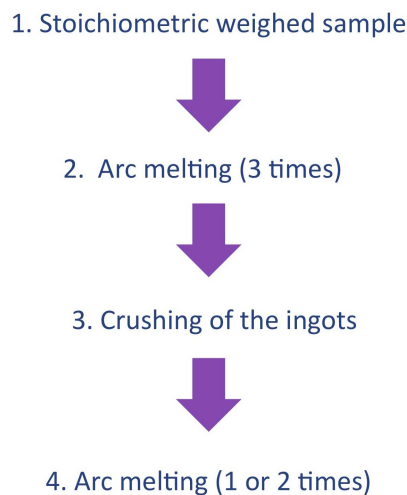 1. Stoichiometric weighed sample
2. Arc melting (3 times)
3. Crushing of the ingots
4. Arc melting (1 or 2 times)